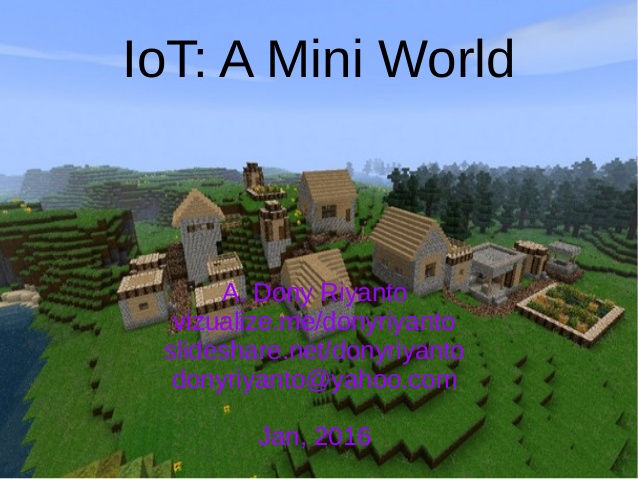 IoT: A Mini World
A. Dony Riyanto
vizualize.me/donyriyanto
slideshare.net/donyriyanto
donyriyanto@yahoo.com
Jan, 2016